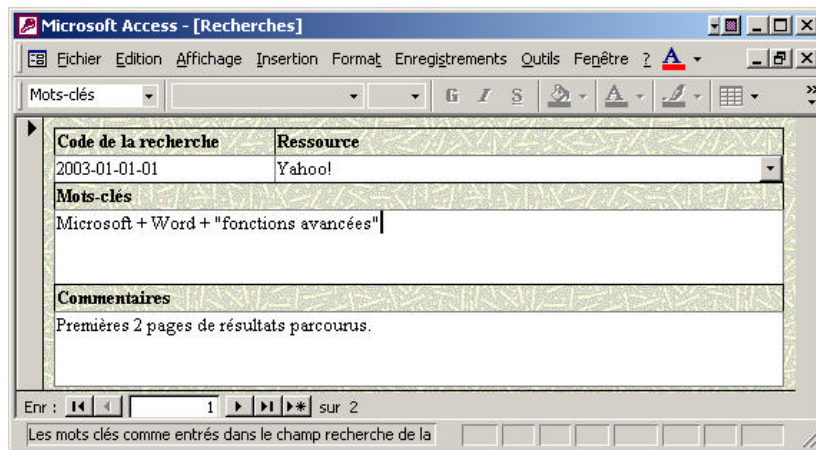 Microsoft Access - [Recherches]
Fichier Edition Affichage Insertion Format Enregistrements Outils Fenêtre ? A
Mots-clés G I S A
Code de la recherche Ressource
2003-01-01-01 Yahoo!
Mots-clés
Microsoft + Word + "fonctions avancées"
Commentaires
Premières 2 pages de résultats parcourus.
Enr : 1 sur 2
Les mots clés comme entrés dans le champ recherche de la